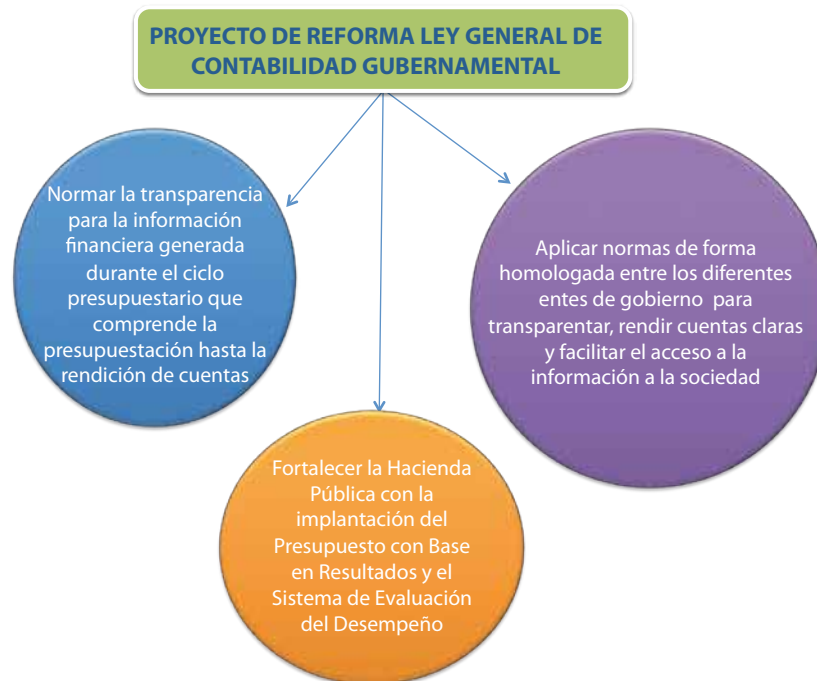 PROYECTO DE REFORMA LEY GENERAL DE
CONTABILIDAD GUBERNAMENTAL
Normar la transparencia
para la información
financiera generada
durante el ciclo
presupuestario que
comprende la
presupuestación hasta la
rendición de cuentas
Fortalecer la Hacienda
Pública con la
implantación del
Presupuesto con Base
en Resultados y el
Sistema de Evaluación
del Desempeño
Aplicar normas de forma
homologada entre los diferentes
entes de gobierno para
transparentar, rendir cuentas claras
y facilitar el acceso a la
información a la sociedad